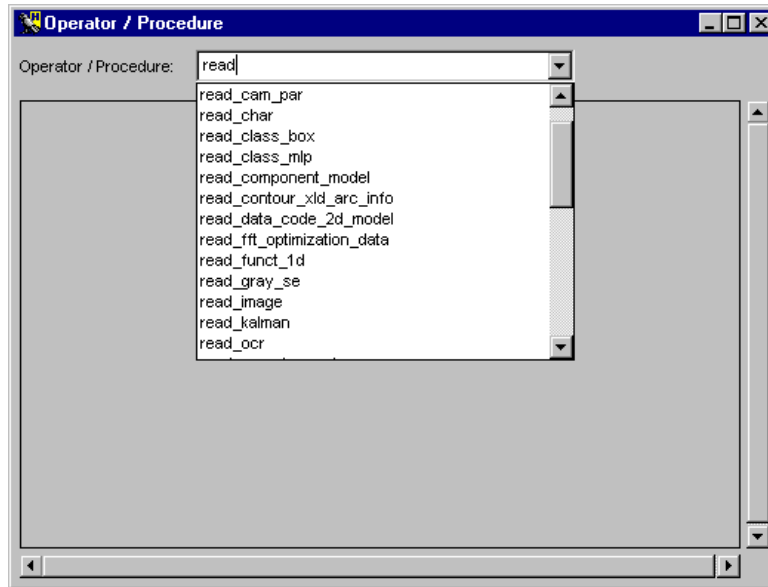 Operator / Procedure
Operator / Procedure: read
read_cam_par
read_char
read_class_box
read_class_mlp
read_component_model
read_contour_xld_arc_info
read_data_code_2d_model
read_fft_optimization_data
read_funct_1d
read_gray_se
read_image
read_kalman
read_ocr